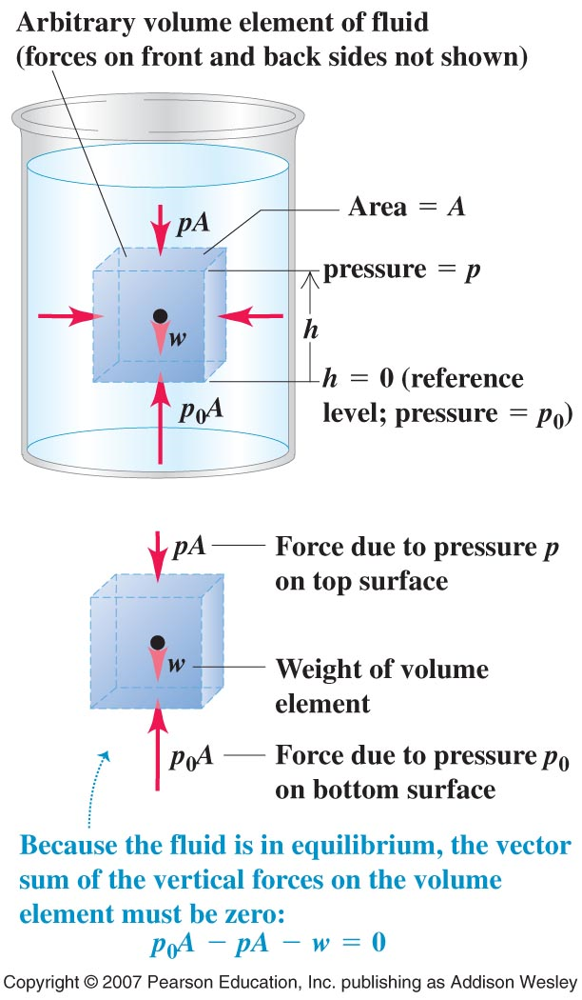 Arbitrary volume element of fluid
(forces on front and back sides not shown)
pA
Area = A
pressure = p
h
w
h = 0 (reference
level; pressure = p₀)
p₀A
pA
Force due to pressure p
on top surface
w
Weight of volume
element
p₀A
Force due to pressure p₀
on bottom surface
Because the fluid is in equilibrium, the vector
sum of the vertical forces on the volume
element must be zero:
p₀A − pA − w = 0
Copyright © 2007 Pearson Education, Inc. publishing as Addison Wesley